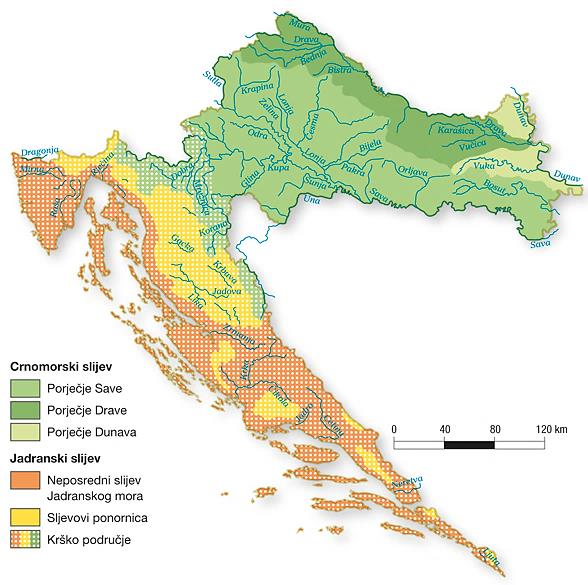 Mura
Drava
Bednja
Bistra
Sutla
Krapina
Zelina
Lonja
Česma
Odra
Dunav
Drava
Karašica
Vučica
Vuka
Dunav
Bijela
Lonja
Pakra
Orljava
Bosut
Sava
Kupa
Sunja
Glina
Una
Sava
Dragonja
Mirna
Raša
Rječina
Dobra
Mrežnica
Korana
Gacka
Krbava
Jadova
Lika
Zrmanja
Krka
Čikola
Jadro
Cetina
Neretva
Ljuta
Crnomorski slijev
Porječje Save
Porječje Drave
Porječje Dunava
Jadranski slijev
Neposredni slijev
Jadranskog mora
Slijevovi ponornica
Krško područje
0 40 80 120 km